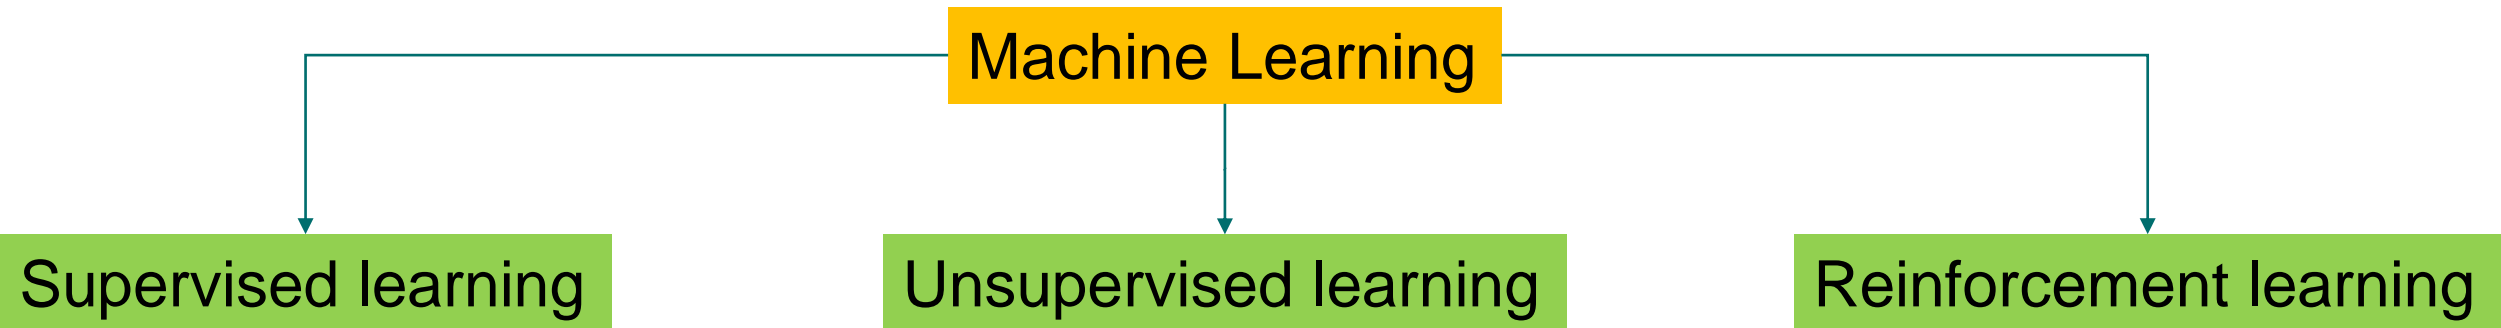 Machine Learning
Supervised learning
Unsupervised learning
Reinforcement learning